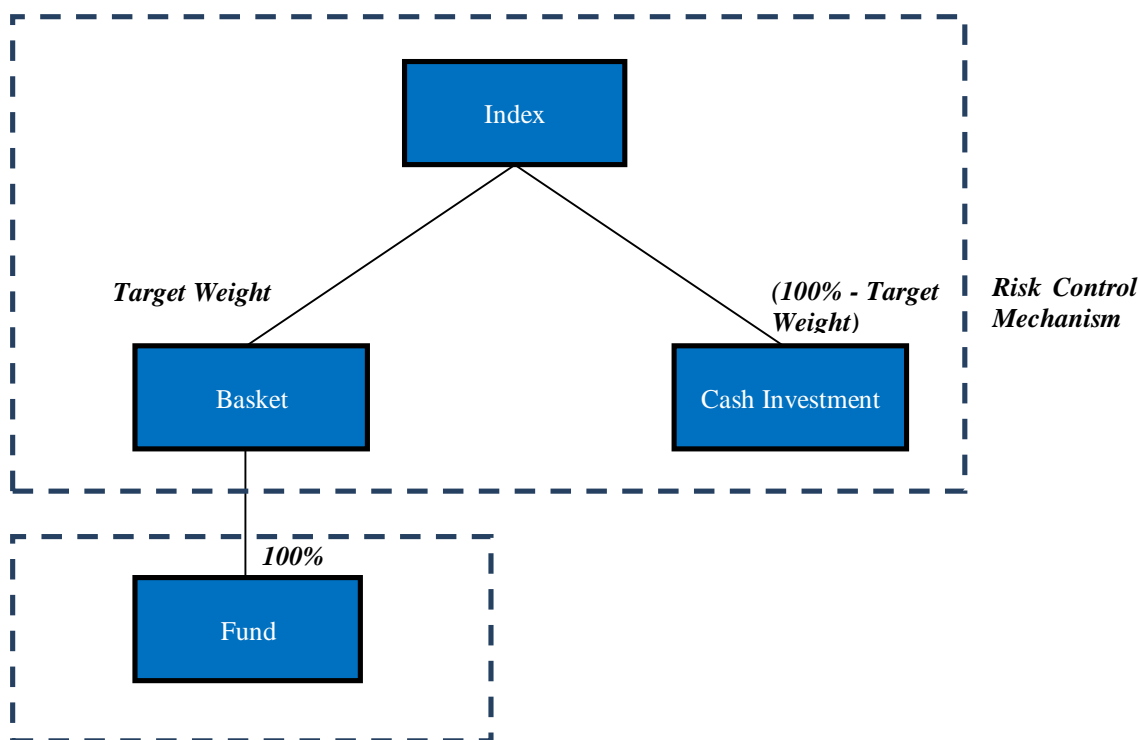 Index
Target Weight
(100% - Target
Weight)
Risk Control
Mechanism
Basket
Cash Investment
100%
Fund